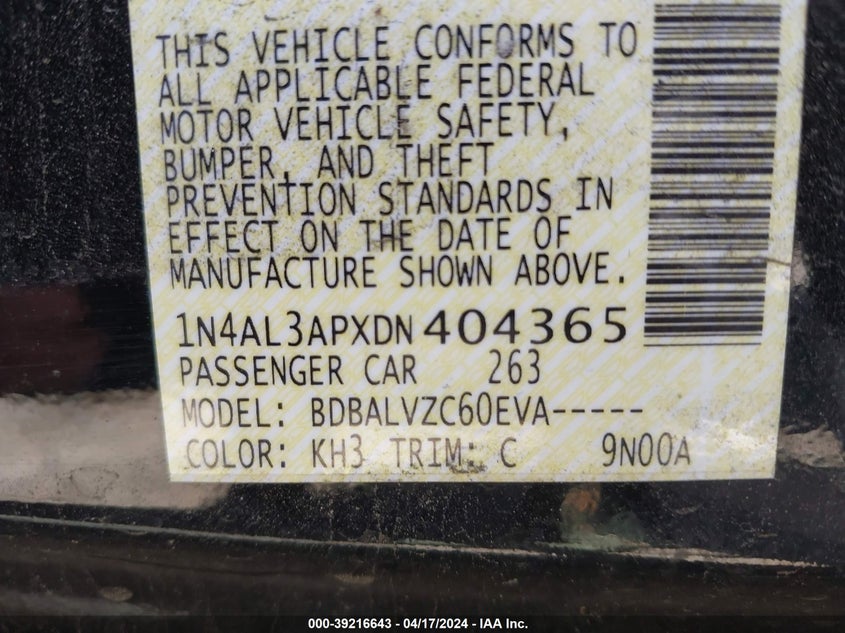 THIS VEHICLE CONFORMS TO
ALL APPLICABLE FEDERAL
MOTOR VEHICLE SAFETY,
BUMPER, AND THEFT
PREVENTION STANDARDS IN
EFFECT ON THE DATE OF
MANUFACTURE SHOWN ABOVE.
1N4AL3APXDN404365
PASSENGER CAR 263
MODEL: BDBALVZC60EVA-----
COLOR: KH3 TRIM: C 9N00A
000-39216643 - 04/17/2024 - IAA Inc.